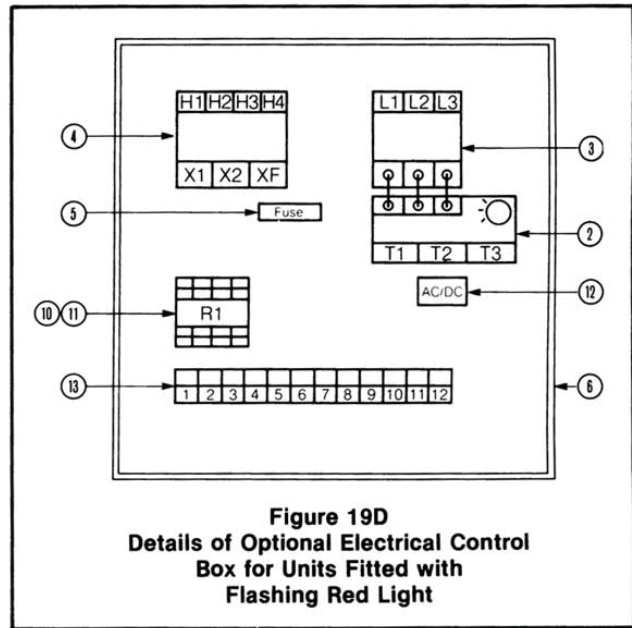 H1 H2 H3 H4
L1 L2 L3
4
3
X1 X2 XF
5
Fuse
2
T1 T2 T3
AC/DC
12
10 11
R1
13
1 2 3 4 5 6 7 8 9 10 11 12
6
Figure 19D
Details of Optional Electrical Control
Box for Units Fitted with
Flashing Red Light